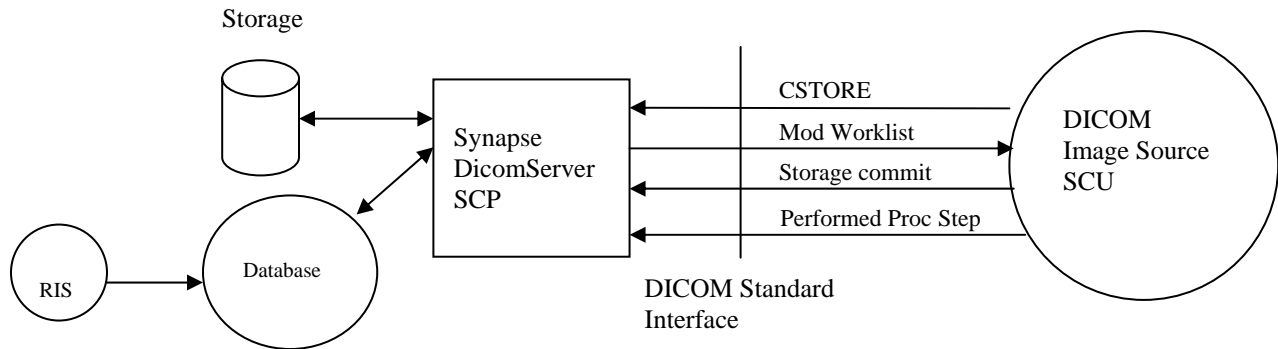 Storage
CSTORE
Synapse
DicomServer
SCP
Mod Worklist
Storage commit
Performed Proc Step
DICOM
Image Source
SCU
RIS
Database
DICOM Standard
Interface